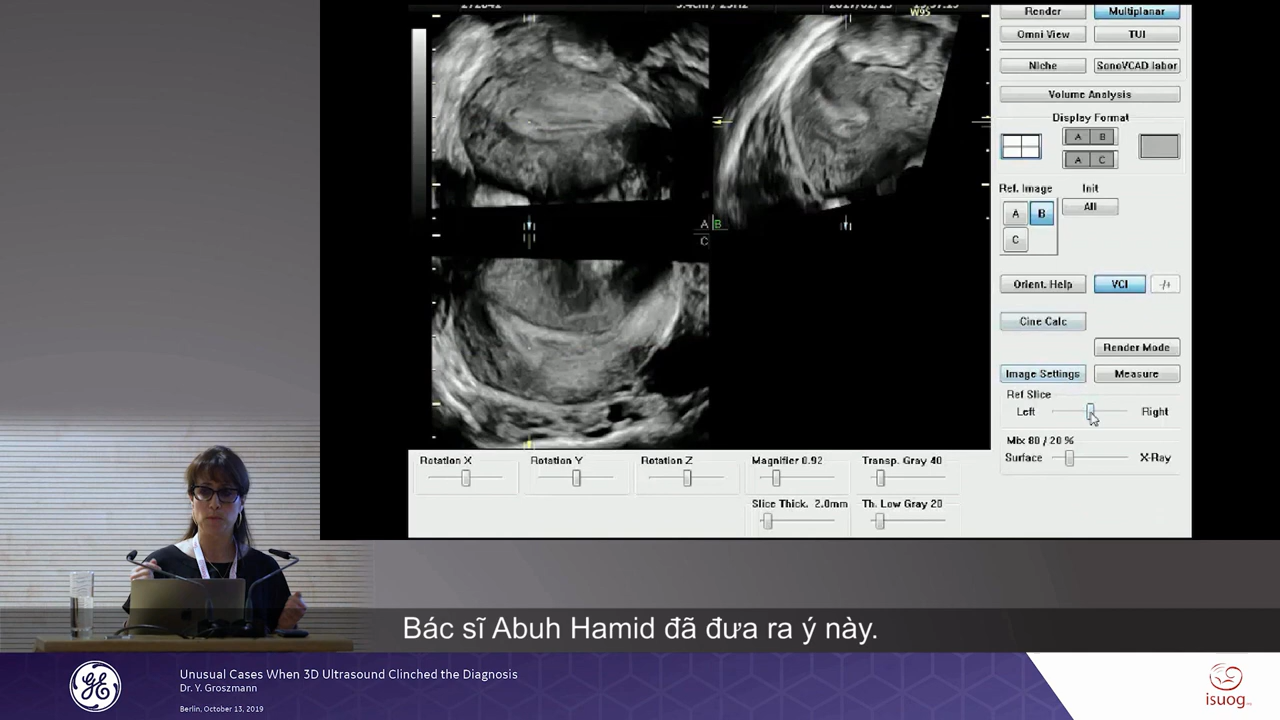 W95
Render
Multiplanar
Omni View
TUI
Niche
SonoVCAD labor
Volume Analysis
Display Format
A B
A C
Ref. Image
Init
A
B
All
C
A B
C
Orient. Help
VCI
-/+
Cine Calc
Render Mode
Image Settings
Measure
Ref Slice
Left
Right
Mix 80 / 20 %
Surface
X-Ray
Rotation X
Rotation Y
Rotation Z
Magnifier 0.92
Transp. Gray 40
Slice Thick. 2.0mm
Th. Low Gray 20
Bác sĩ Abuh Hamid đã đưa ra ý này.
Unusual Cases When 3D Ultrasound Clinched the Diagnosis
Dr. Y. Groszmann
Berlin, October 13, 2019
isuog